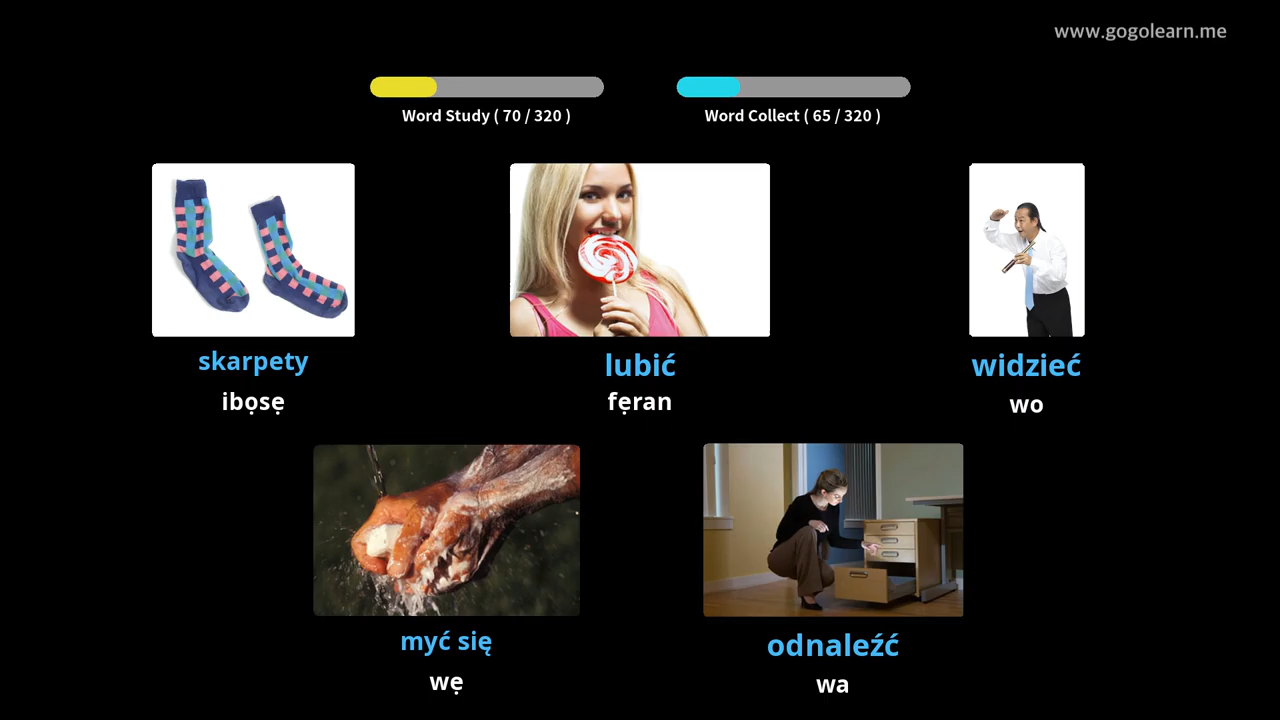 www.gogolearn.me
Word Study ( 70 / 320 )
Word Collect ( 65 / 320 )
skarpety
ibọsẹ
lubić
fẹran
widzieć
wo
myć się
wẹ
odnaleźć
wa